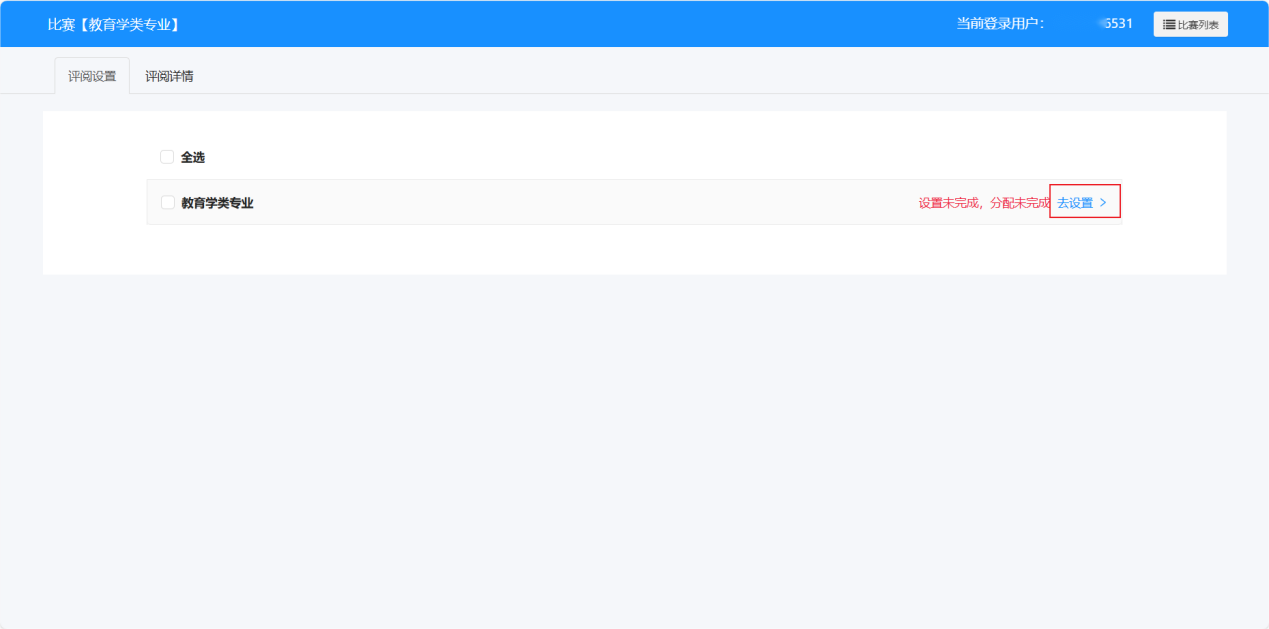 比赛【教育学类专业】
当前登录用户： 6531 比赛列表
评阅设置 评阅详情
全选
教育学类专业 设置未完成，分配未完成 去设置 >